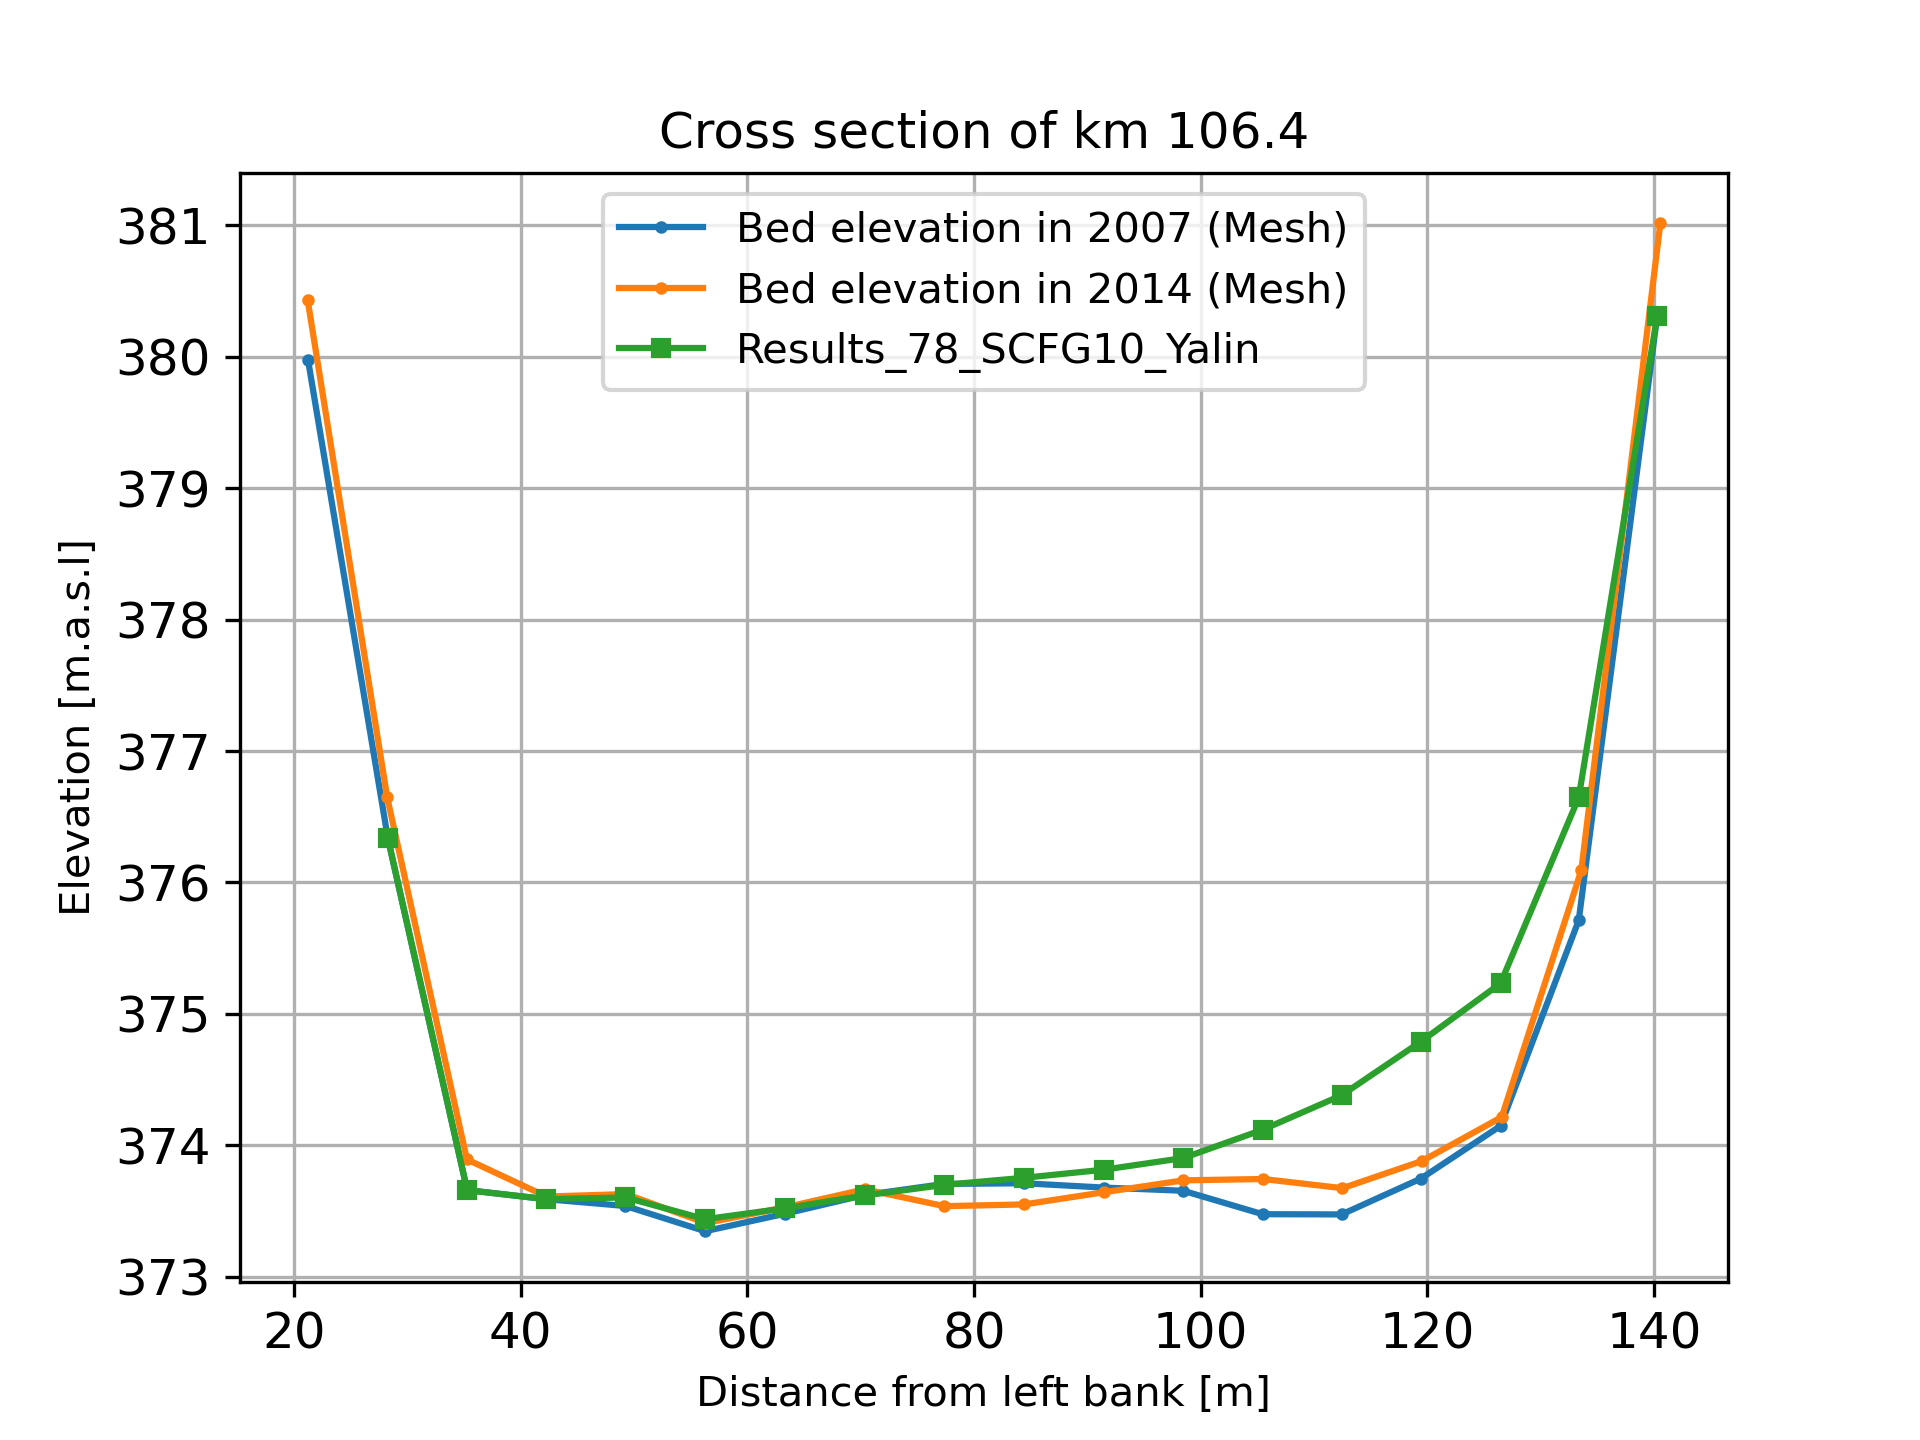 Cross section of km 106.4
Bed elevation in 2007 (Mesh)
Bed elevation in 2014 (Mesh)
Results_78_SCFG10_Yalin
381
380
379
378
377
376
375
374
373
Elevation [m.a.s.l]
20 40 60 80 100 120 140
Distance from left bank [m]